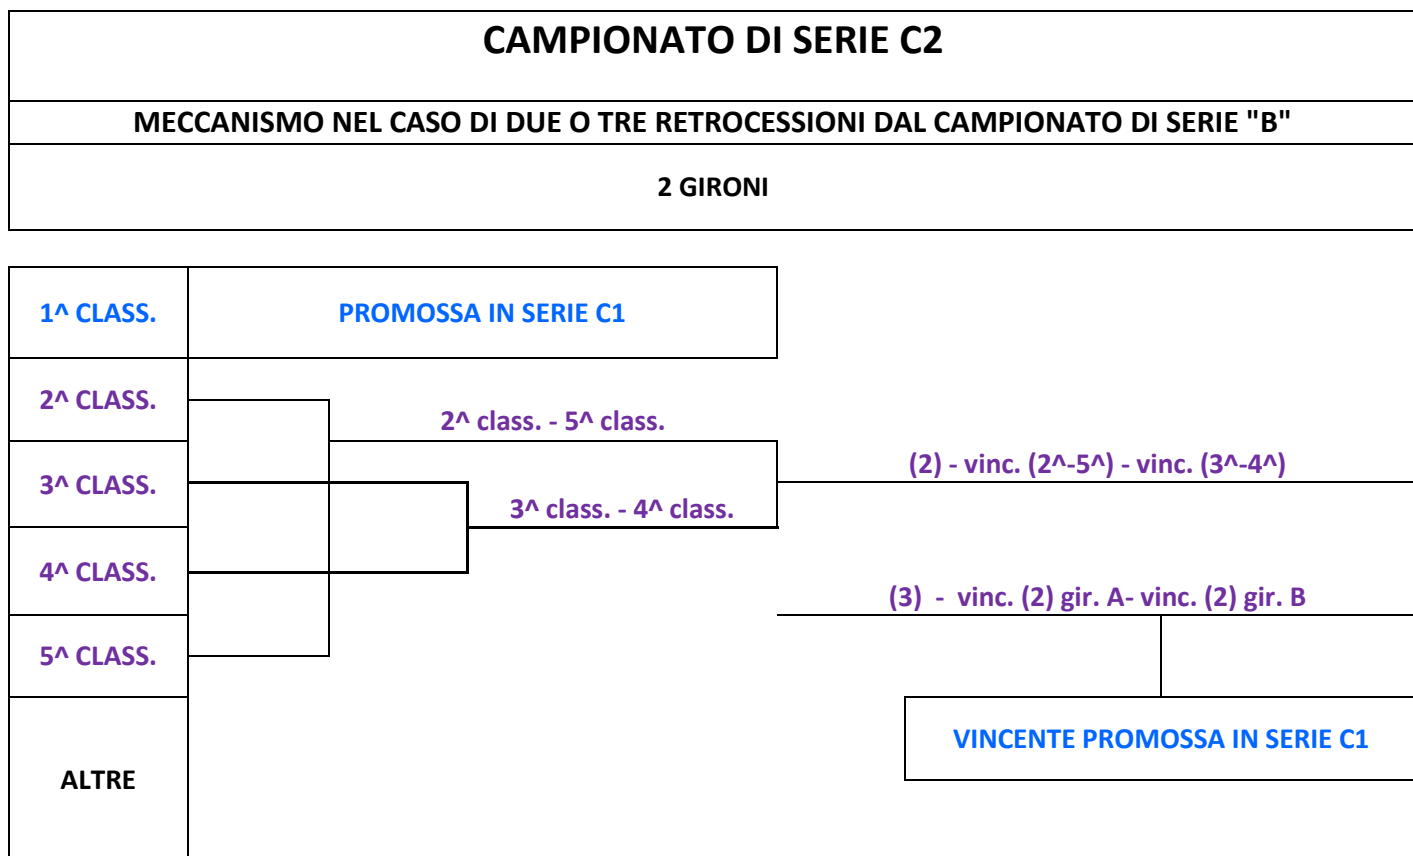 CAMPIONATO DI SERIE C2
MECCANISMO NEL CASO DI DUE O TRE RETROCESSIONI DAL CAMPIONATO DI SERIE "B"
2 GIRONI
1^ CLASS.
PROMOSSA IN SERIE C1
2^ CLASS.
2^ class. - 5^ class.
(2) - vinc. (2^-5^) - vinc. (3^-4^)
3^ CLASS.
3^ class. - 4^ class.
4^ CLASS.
(3) - vinc. (2) gir. A- vinc. (2) gir. B
5^ CLASS.
VINCENTE PROMOSSA IN SERIE C1
ALTRE